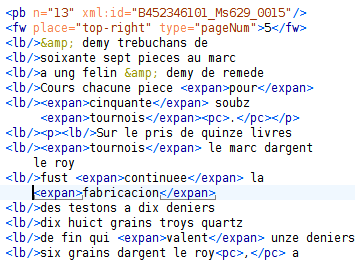 <pb n="13" xml:id="B452346101_Ms629_0015"/>
<fw place="top-right" type="pageNum">5</fw>
<lb/>&amp; demy trebuchans de
<lb/>soixante sept pieces au marc
<lb/>a ung felin &amp; demy de remede
<lb/>Cours chacune piece <expan>pour</expan>
<lb/><expan>cinquante</expan> soubz
<expan>tournois</expan><pc>.</pc></p>
<lb/><p><lb/>Sur le pris de quinze livres
<lb/><expan>tournois</expan> le marc dargent
le roy
<lb/>fust <expan>continuee</expan> la
<expan>fabricacion</expan>
<lb/>des testons a dix deniers
<lb/>dix huict grains troys quartz
<lb/>de fin qui <expan>valent</expan> unze deniers
<lb/>six grains dargent le roy<pc>,</pc> a